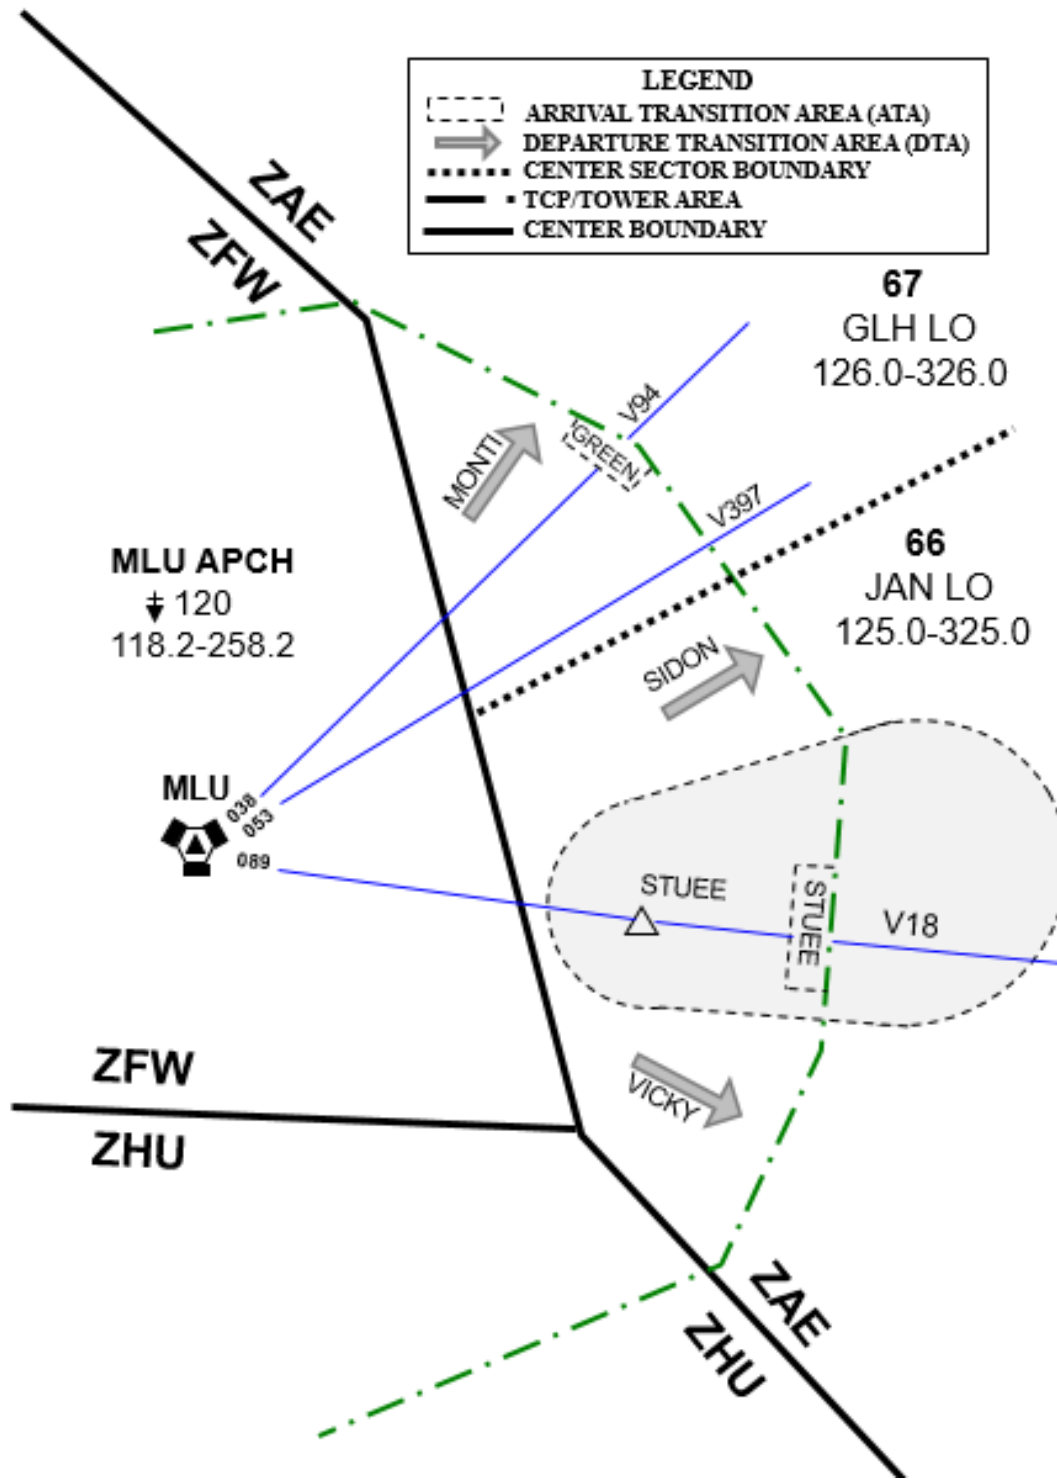 LEGEND
ARRIVAL TRANSITION AREA (ATA)
DEPARTURE TRANSITION AREA (DTA)
CENTER SECTOR BOUNDARY
TCP/TOWER AREA
CENTER BOUNDARY
ZAE
ZFW
67
GLH LO
126.0-326.0
V94
GREEN
MONTI
V397
66
JAN LO
125.0-325.0
MLU APCH
120
118.2-258.2
SIDON
MLU
038
053
089
STUEE
STUEE
V18
ZFW
ZHU
VICKY
ZAE
ZHU